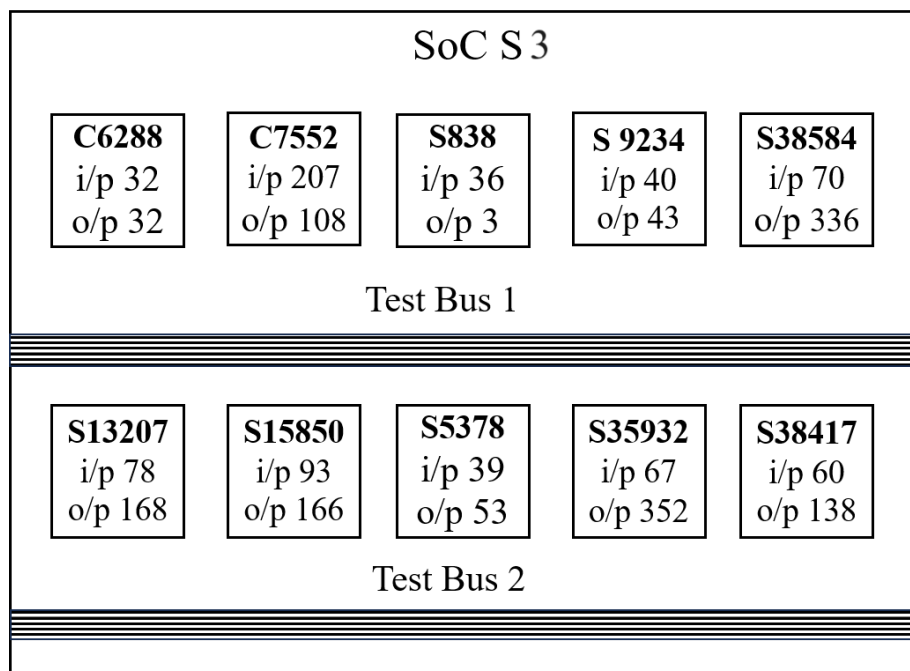 SoC S 3
C6288
i/p 32
o/p 32
C7552
i/p 207
o/p 108
S838
i/p 36
o/p 3
S 9234
i/p 40
o/p 43
S38584
i/p 70
o/p 336
Test Bus 1
S13207
i/p 78
o/p 168
S15850
i/p 93
o/p 166
S5378
i/p 39
o/p 53
S35932
i/p 67
o/p 352
S38417
i/p 60
o/p 138
Test Bus 2